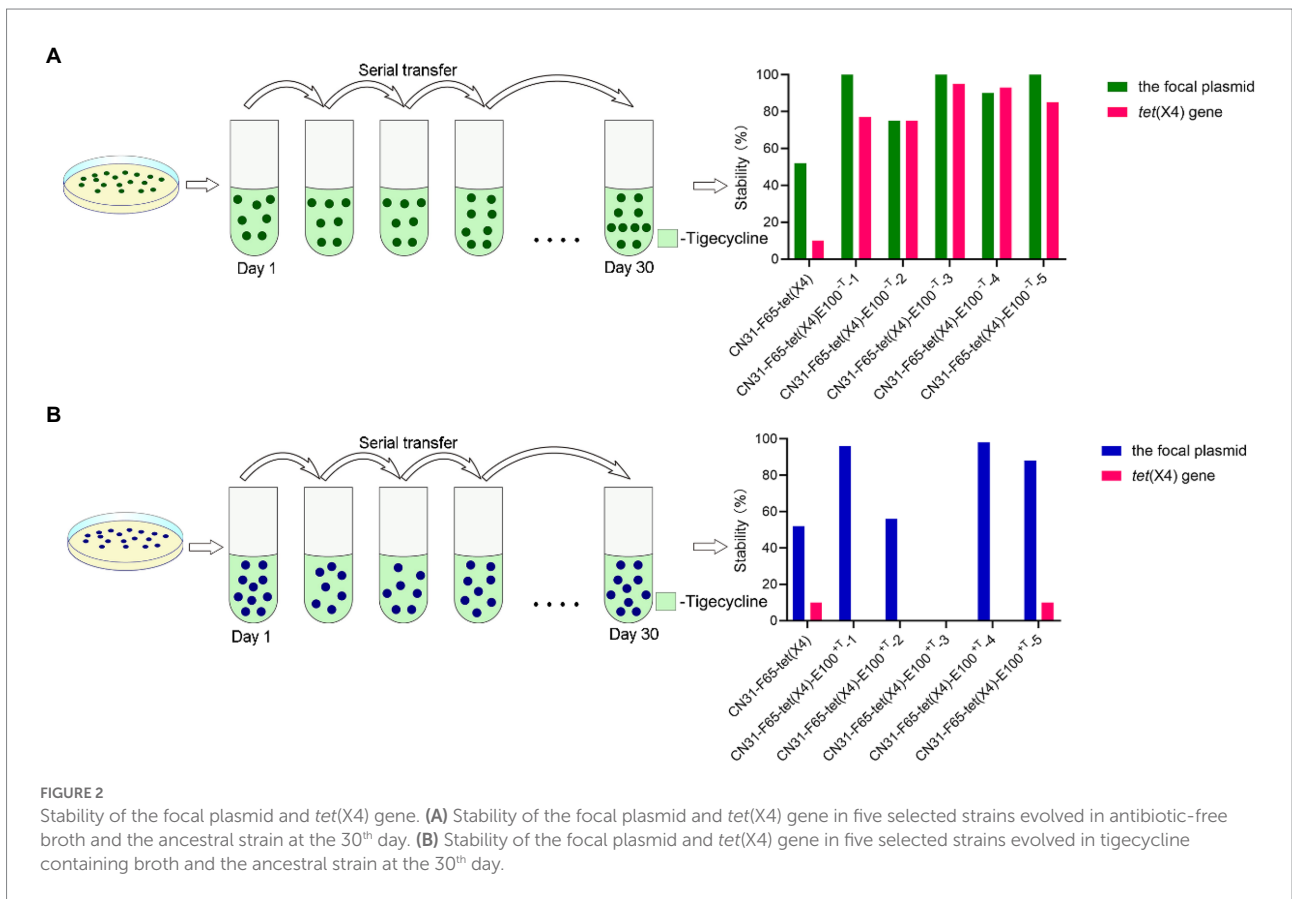 A
Serial transfer
Day 1
Day 30
-Tigecycline
Stability (%)
100
80
60
40
20
0
the focal plasmid
tet(X4) gene
CN31-F65-tet(X4)
CN31-F65-tet(X4)E100-T-1
CN31-F65-tet(X4)-E100-T-2
CN31-F65-tet(X4)-E100-T-3
CN31-F65-tet(X4)-E100-T-4
CN31-F65-tet(X4)-E100-T-5
B
Serial transfer
Day 1
Day 30
-Tigecycline
Stability (%)
100
80
60
40
20
0
the focal plasmid
tet(X4) gene
CN31-F65-tet(X4)
CN31-F65-tet(X4)-E100+T-1
CN31-F65-tet(X4)-E100+T-2
CN31-F65-tet(X4)-E100+T-3
CN31-F65-tet(X4)-E100+T-4
CN31-F65-tet(X4)-E100+T-5
FIGURE 2
Stability of the focal plasmid and tet(X4) gene. (A) Stability of the focal plasmid and tet(X4) gene in five selected strains evolved in antibiotic-free
broth and the ancestral strain at the 30th day. (B) Stability of the focal plasmid and tet(X4) gene in five selected strains evolved in tigecycline
containing broth and the ancestral strain at the 30th day.